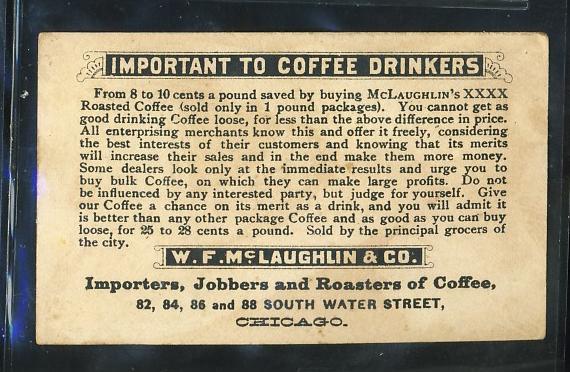 IMPORTANT TO COFFEE DRINKERS
From 8 to 10 cents a pound saved by buying McLAUGHLIN'S XXXX
Roasted Coffee (sold only in 1 pound packages). You cannot get as
good drinking Coffee loose, for less than the above difference in price.
All enterprising merchants know this and offer it freely, considering
the best interests of their customers and knowing that its merits
will increase their sales and in the end make them more money.
Some dealers look only at the immediate results and urge you to
buy bulk Coffee, on which they can make large profits. Do not
be influenced by any interested party, but judge for yourself. Give
our Coffee a chance on its merit as a drink, and you will admit it
is better than any other package Coffee and as good as you can buy
loose, for 25 to 28 cents a pound. Sold by the principal grocers of
the city.
W. F. McLAUGHLIN & CO.
Importers, Jobbers and Roasters of Coffee,
82, 84, 86 and 88 SOUTH WATER STREET,
CHICAGO.